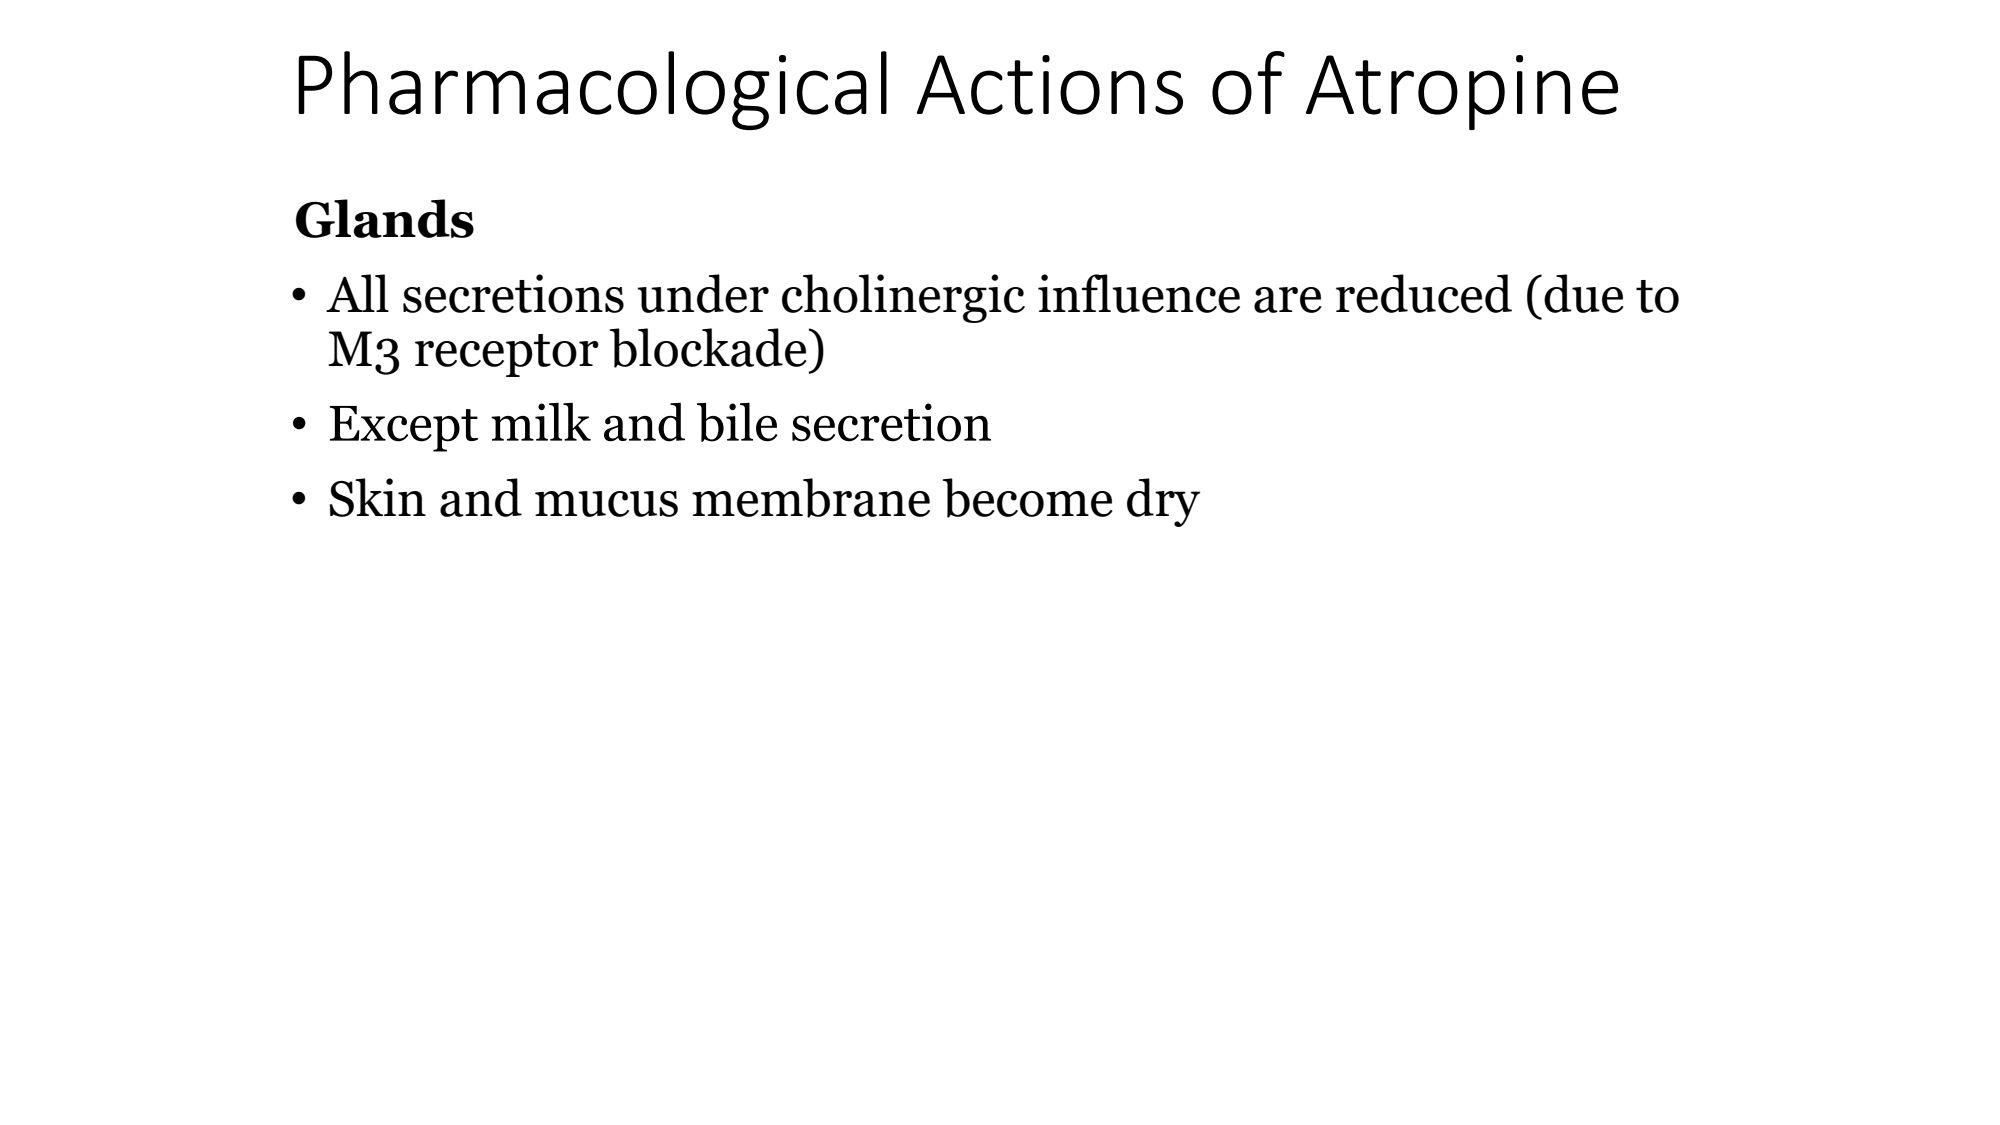 Pharmacological Actions of Atropine
Glands
• All secretions under cholinergic influence are reduced (due to
M3 receptor blockade)
• Except milk and bile secretion
• Skin and mucus membrane become dry